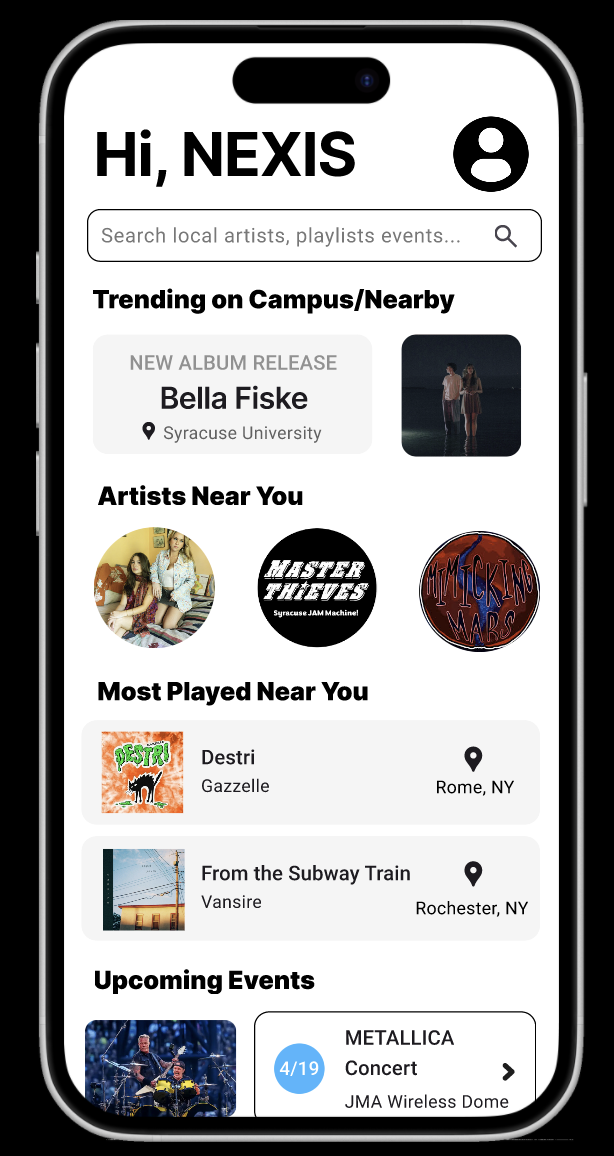 Hi, NEXIS
Search local artists, playlists events...
Trending on Campus/Nearby
NEW ALBUM RELEASE
Bella Fiske
Syracuse University
Artists Near You
MASTER
THIEVES
Syracuse JAM Machine!
MIMICKING
MARS
Most Played Near You
DESTRI
Destri
Gazzelle
Rome, NY
From the Subway Train
Vansire
Rochester, NY
Upcoming Events
4/19
METALLICA
Concert
JMA Wireless Dome